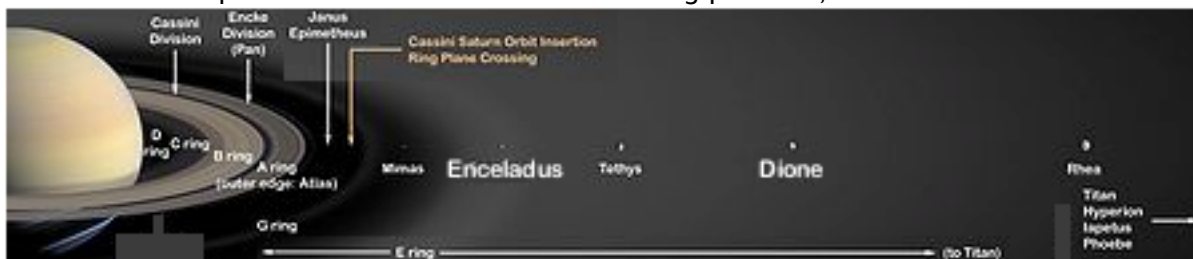 Cassini
Division
Encke
Division
(Pan)
Janus
Epimetheus
Cassini Saturn Orbit Insertion
Ring Plane Crossing
D
ring
C ring
B ring
A ring
(outer edge: Atlas)
Mimas
Enceladus
Tethys
Dione
Rhea
Titan
Hyperion
Iapetus
Phoebe
G ring
E ring
(to Titan)